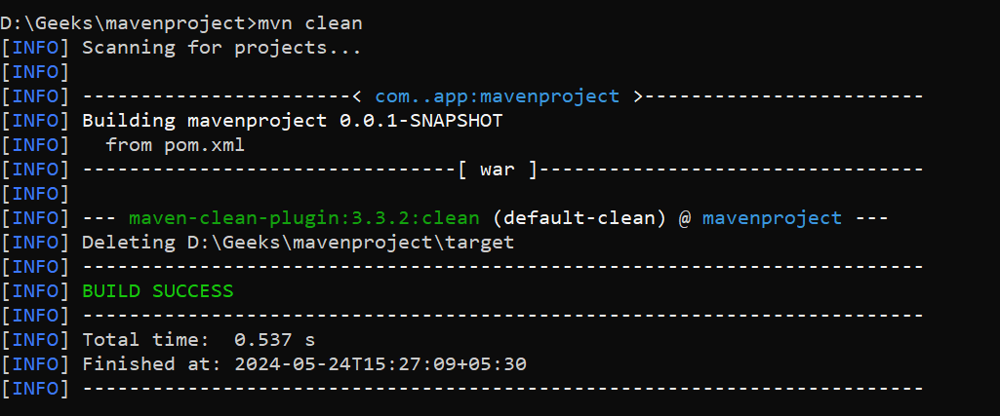 D:\Geeks\mavenproject>mvn clean
[INFO] Scanning for projects...
[INFO]
[INFO] -----------------------< com..app:mavenproject >------------------------
[INFO] Building mavenproject 0.0.1-SNAPSHOT
[INFO]   from pom.xml
[INFO] --------------------------------[ war ]---------------------------------
[INFO]
[INFO] --- maven-clean-plugin:3.3.2:clean (default-clean) @ mavenproject ---
[INFO] Deleting D:\Geeks\mavenproject\target
[INFO] ------------------------------------------------------------------------
[INFO] BUILD SUCCESS
[INFO] ------------------------------------------------------------------------
[INFO] Total time:  0.537 s
[INFO] Finished at: 2024-05-24T15:27:09+05:30
[INFO] ------------------------------------------------------------------------